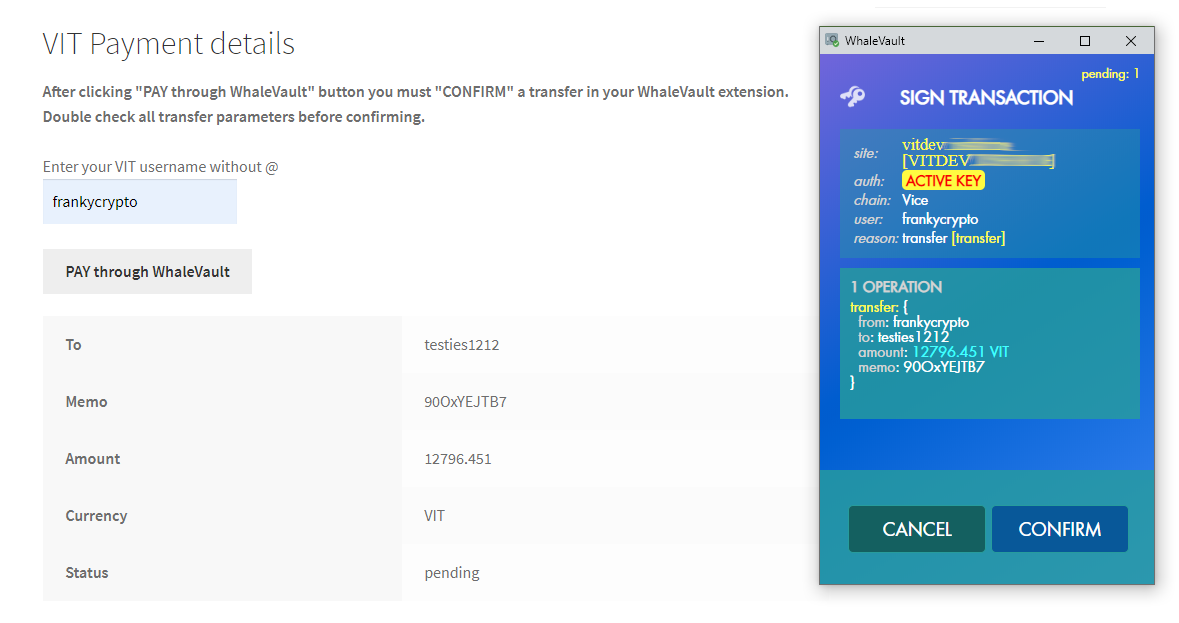 VIT Payment details
After clicking "PAY through WhaleVault" button you must "CONFIRM" a transfer in your WhaleVault extension.
Double check all transfer parameters before confirming.
Enter your VIT username without @
frankycrypto
PAY through WhaleVault
To testies1212
Memo 90OxYEJTB7
Amount 12796.451
Currency VIT
Status pending
WhaleVault
pending: 1
SIGN TRANSACTION
site: vitdev
[VITDEV ]
auth: ACTIVE KEY
chain: Vice
user: frankycrypto
reason: transfer [transfer]
1 OPERATION
transfer: {
from: frankycrypto
to: testies1212
amount: 12796.451 VIT
memo: 90OxYEJTB7
}
CANCEL CONFIRM